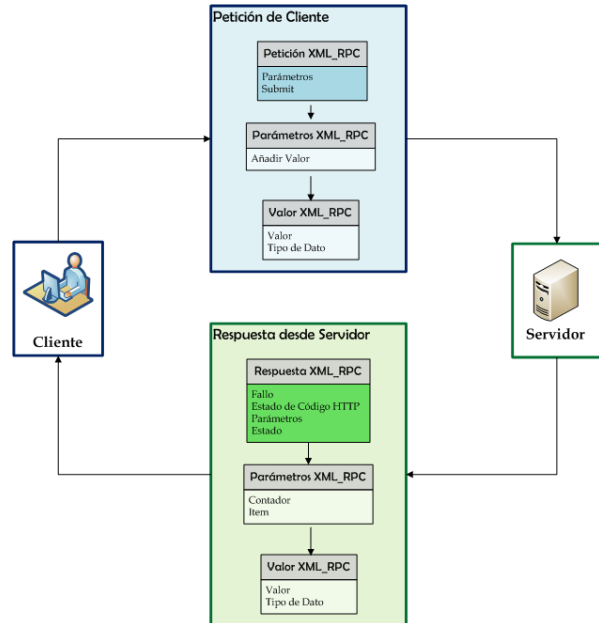 Petición de Cliente
Petición XML_RPC
Parámetros
Submit
Parámetros XML_RPC
Añadir Valor
Valor XML_RPC
Valor
Tipo de Dato
Cliente
Servidor
Respuesta desde Servidor
Respuesta XML_RPC
Fallo
Estado de Código HTTP
Parámetros
Estado
Parámetros XML_RPC
Contador
Item
Valor XML_RPC
Valor
Tipo de Dato